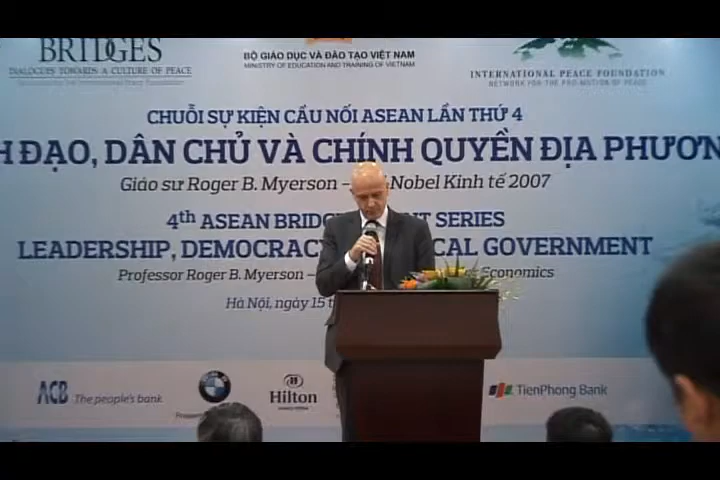 BRIDGES
DIALOGUES TOWARDS A CULTURE OF PEACE
BỘ GIÁO DỤC VÀ ĐÀO TẠO VIỆT NAM
MINISTRY OF EDUCATION AND TRAINING OF VIETNAM
INTERNATIONAL PEACE FOUNDATION
NETWORK FOR THE PROMOTION OF PEACE
CHUỖI SỰ KIỆN CẦU NỐI ASEAN LẦN THỨ 4
H ĐẠO, DÂN CHỦ VÀ CHÍNH QUYỀN ĐỊA PHƯƠN
Giáo sư Roger B. Myerson – Nobel Kinh tế 2007
4th ASEAN BRIDG NT SERIES
LEADERSHIP, DEMOCRAC CAL GOVERNMENT
Professor Roger B. Myerson – Economics
Hà Nội, ngày 15
ACB The people's bank
BMW
Hilton
TienPhong Bank